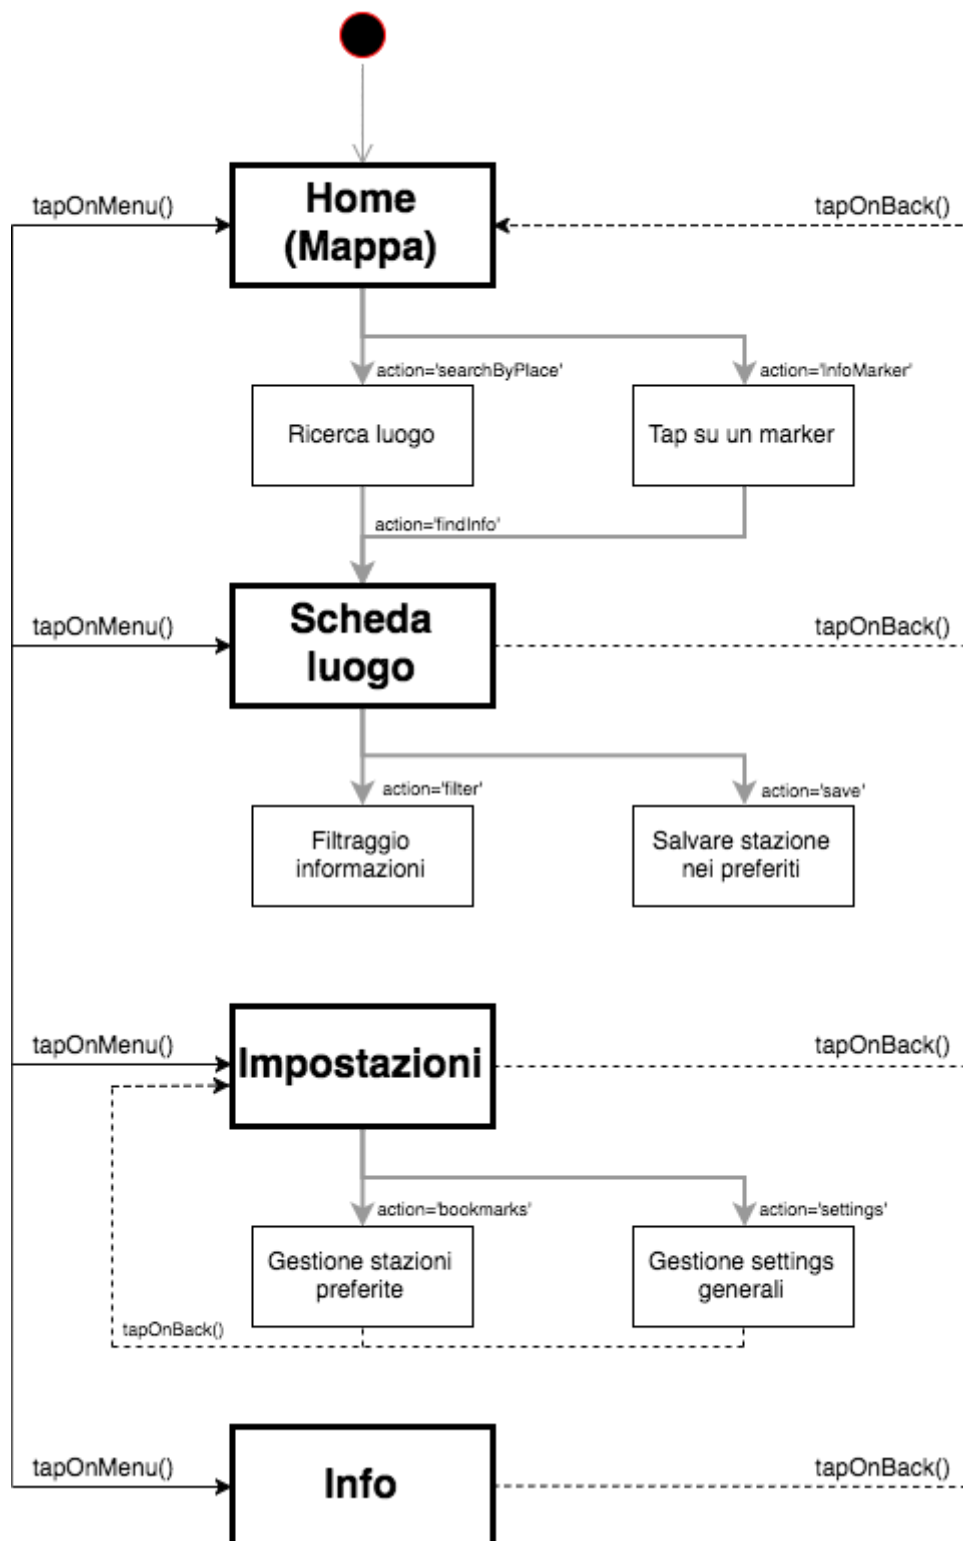 Home
(Mappa)
tapOnMenu()
tapOnBack()
action='searchByPlace'
action='infoMarker'
Ricerca luogo
Tap su un marker
action='findInfo'
Scheda
luogo
tapOnMenu()
tapOnBack()
action='filter'
action='save'
Filtraggio
informazioni
Salvare stazione
nei preferiti
tapOnMenu()
Impostazioni
tapOnBack()
action='bookmarks'
action='settings'
Gestione stazioni
preferite
Gestione settings
generali
tapOnBack()
tapOnMenu()
Info
tapOnBack()